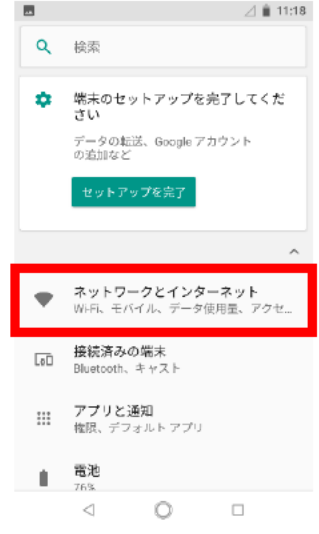 11:18
検索
端末のセットアップを完了してくだ
さい
データの転送、Google アカウント
の追加など
セットアップを完了
ネットワークとインターネット
Wi-Fi、モバイル、データ使用量、アクセ...
接続済みの端末
Bluetooth、キャスト
アプリと通知
権限、デフォルト アプリ
電池
76%